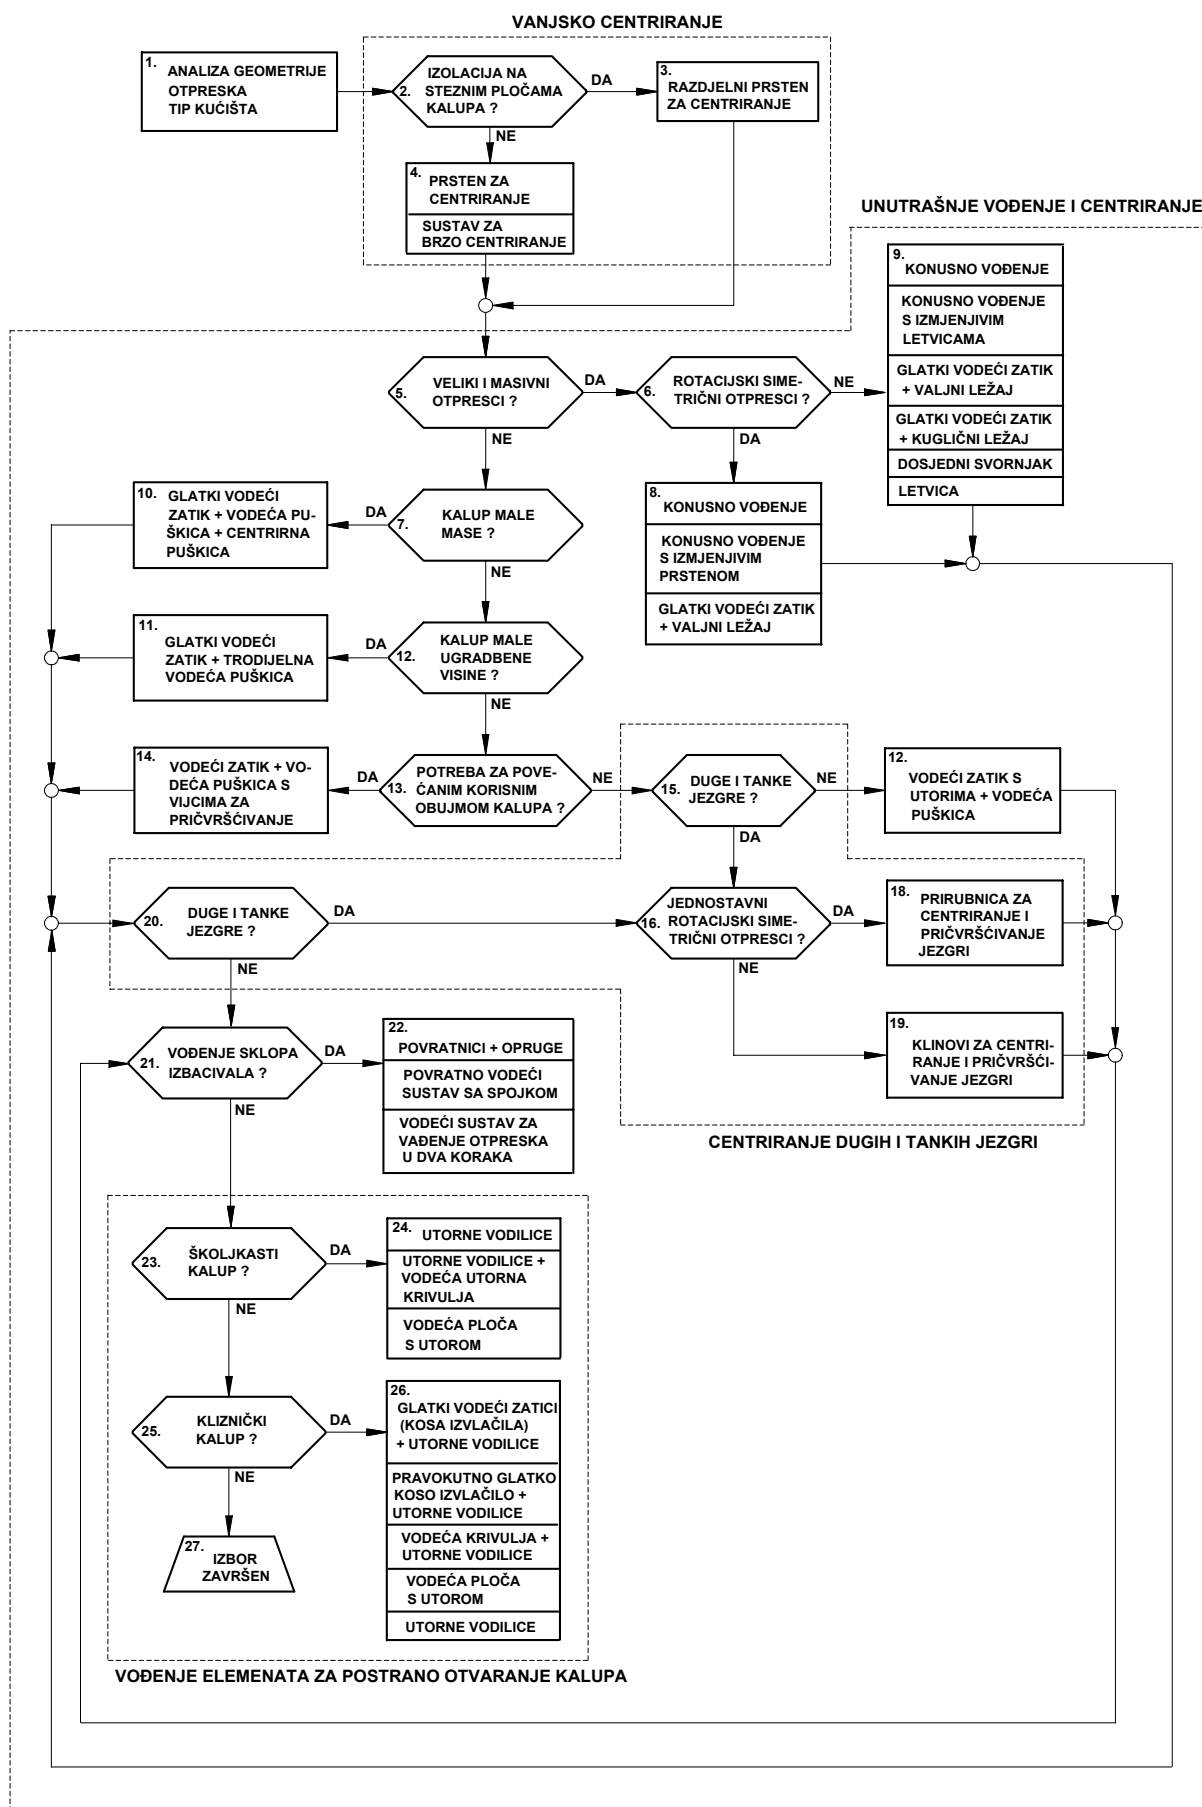 VANJSKO CENTRIRANJE
1.
ANALIZA GEOMETRIJE
OTPRESKA
TIP KUĆIŠTA
IZOLACIJA NA
2. STEZNIM PLOČAMA
KALUPA ?
DA
3.
RAZDJELNI PRSTEN
ZA CENTRIRANJE
NE
4.
PRSTEN ZA
CENTRIRANJE
SUSTAV ZA
BRZO CENTRIRANJE
UNUTRAŠNJE VOĐENJE I CENTRIRANJE
9.
KONUSNO VOĐENJE
KONUSNO VOĐENJE
S IZMJENJIVIM
LETVICAMA
GLATKI VODEĆI ZATIK
+ VALJNI LEŽAJ
GLATKI VODEĆI ZATIK
+ KUGLIČNI LEŽAJ
DOSJEDNI SVORNJAK
LETVICA
5.
VELIKI I MASIVNI
OTPRESCI ?
DA
6.
ROTACIJSKI SIME-
TRIČNI OTPRESCI ?
NE
NE
DA
8.
KONUSNO VOĐENJE
KONUSNO VOĐENJE
S IZMJENJIVIM
PRSTENOM
GLATKI VODEĆI ZATIK
+ VALJNI LEŽAJ
10.
GLATKI VODEĆI
ZATIK + VODEĆA PU-
ŠKICA + CENTRIRNA
PUŠKICA
DA
7.
KALUP MALE
MASE ?
NE
11.
GLATKI VODEĆI
ZATIK + TRODIJELNA
VODEĆA PUŠKICA
DA
KALUP MALE
12. UGRADBENE
VISINE ?
NE
14.
VODEĆI ZATIK + VO-
DEĆA PUŠKICA S
VIJCIMA ZA
PRIČVRŠĆIVANJE
DA
POTREBA ZA POVE-
13. ĆANIM KORISNIM
OBUJMOM KALUPA ?
NE
15.
DUGE I TANKE
JEZGRE ?
NE
12.
VODEĆI ZATIK S
UTORIMA + VODEĆA
PUŠKICA
DA
20.
DUGE I TANKE
JEZGRE ?
DA
JEDNOSTAVNI
16. ROTACIJSKI SIME-
TRIČNI OTPRESCI ?
DA
18.
PRIRUBNICA ZA
CENTRIRANJE I
PRIČVRŠĆIVANJE
JEZGRI
NE
NE
19.
KLINOVI ZA CENTRI-
RANJE I PRIČVRŠĆI-
VANJE JEZGRI
21.
VOĐENJE SKLOPA
IZBACIVALA ?
DA
22.
POVRATNICI + OPRUGE
POVRATNO VODEĆI
SUSTAV SA SPOJKOM
VODEĆI SUSTAV ZA
VAĐENJE OTPRESKA
U DVA KORAKA
NE
CENTRIRANJE DUGIH I TANKIH JEZGRI
23.
ŠKOLJKASTI
KALUP ?
DA
24.
UTORNE VODILICE
UTORNE VODILICE +
VODEĆA UTORNA
KRIVULJA
VODEĆA PLOČA
S UTOROM
NE
25.
KLIZNIČKI
KALUP ?
DA
26.
GLATKI VODEĆI ZATICI
(KOSA IZVLAČILA)
+ UTORNE VODILICE
PRAVOKUTNO GLATKO
KOSO IZVLAČILO +
UTORNE VODILICE
VODEĆA KRIVULJA +
UTORNE VODILICE
VODEĆA PLOČA
S UTOROM
UTORNE VODILICE
NE
27.
IZBOR
ZAVRŠEN
VOĐENJE ELEMENATA ZA POSTRANO OTVARANJE KALUPA